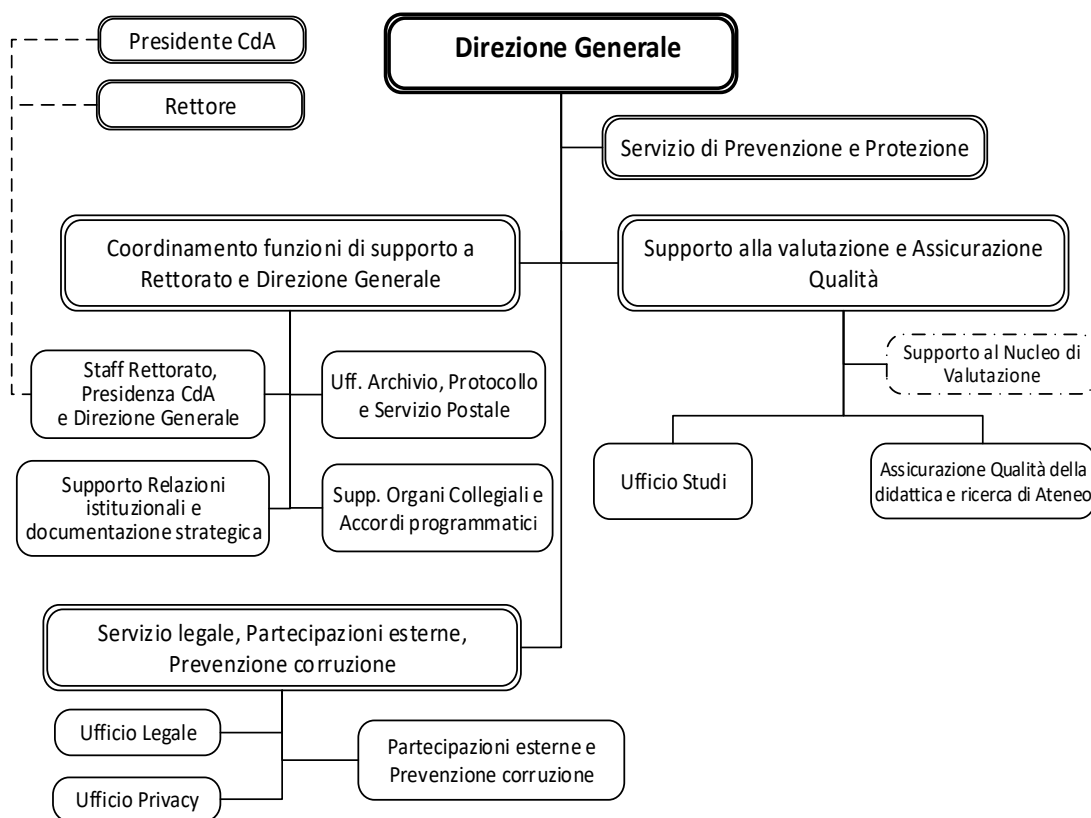 Presidente CdA
Rettore
Direzione Generale
Servizio di Prevenzione e Protezione
Coordinamento funzioni di supporto a
Rettorato e Direzione Generale
Supporto alla valutazione e Assicurazione
Qualità
Staff Rettorato,
Presidenza CdA
e Direzione Generale
Uff. Archivio, Protocollo
e Servizio Postale
Supporto Relazioni
istituzionali e
documentazione strategica
Supp. Organi Collegiali e
Accordi programmatici
Supporto al Nucleo di
Valutazione
Ufficio Studi
Assicurazione Qualità della
didattica e ricerca di Ateneo
Servizio legale, Partecipazioni esterne,
Prevenzione corruzione
Ufficio Legale
Ufficio Privacy
Partecipazioni esterne e
Prevenzione corruzione